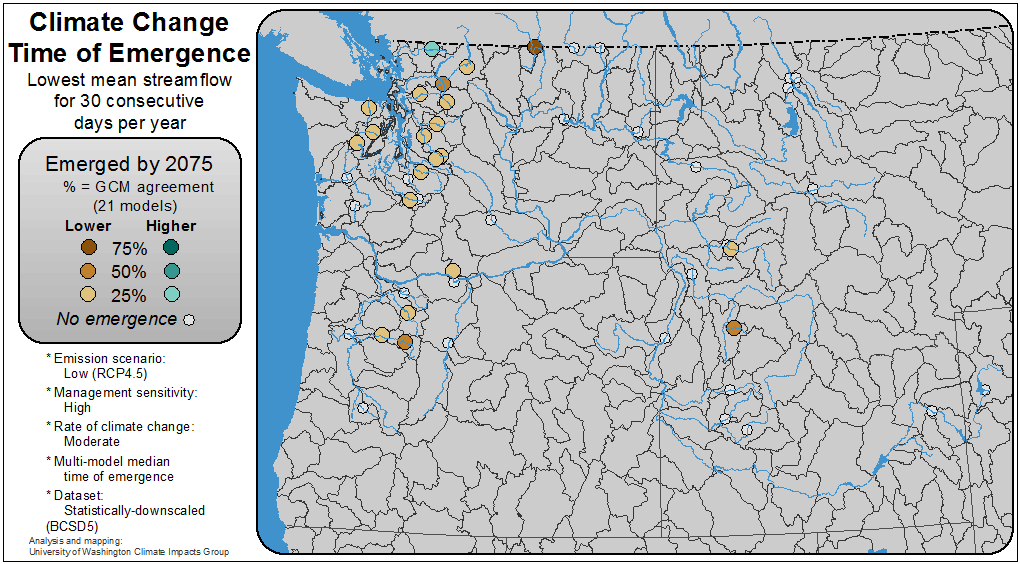 Climate Change
Time of Emergence
Lowest mean streamflow
for 30 consecutive
days per year
Emerged by 2075
% = GCM agreement
(21 models)
Lower Higher
75%
50%
25%
No emergence
* Emission scenario:
Low (RCP4.5)
* Management sensitivity:
High
* Rate of climate change:
Moderate
* Multi-model median
time of emergence
* Dataset:
Statistically-downscaled
(BCSD5)
Analysis and mapping:
University of Washington Climate Impacts Group